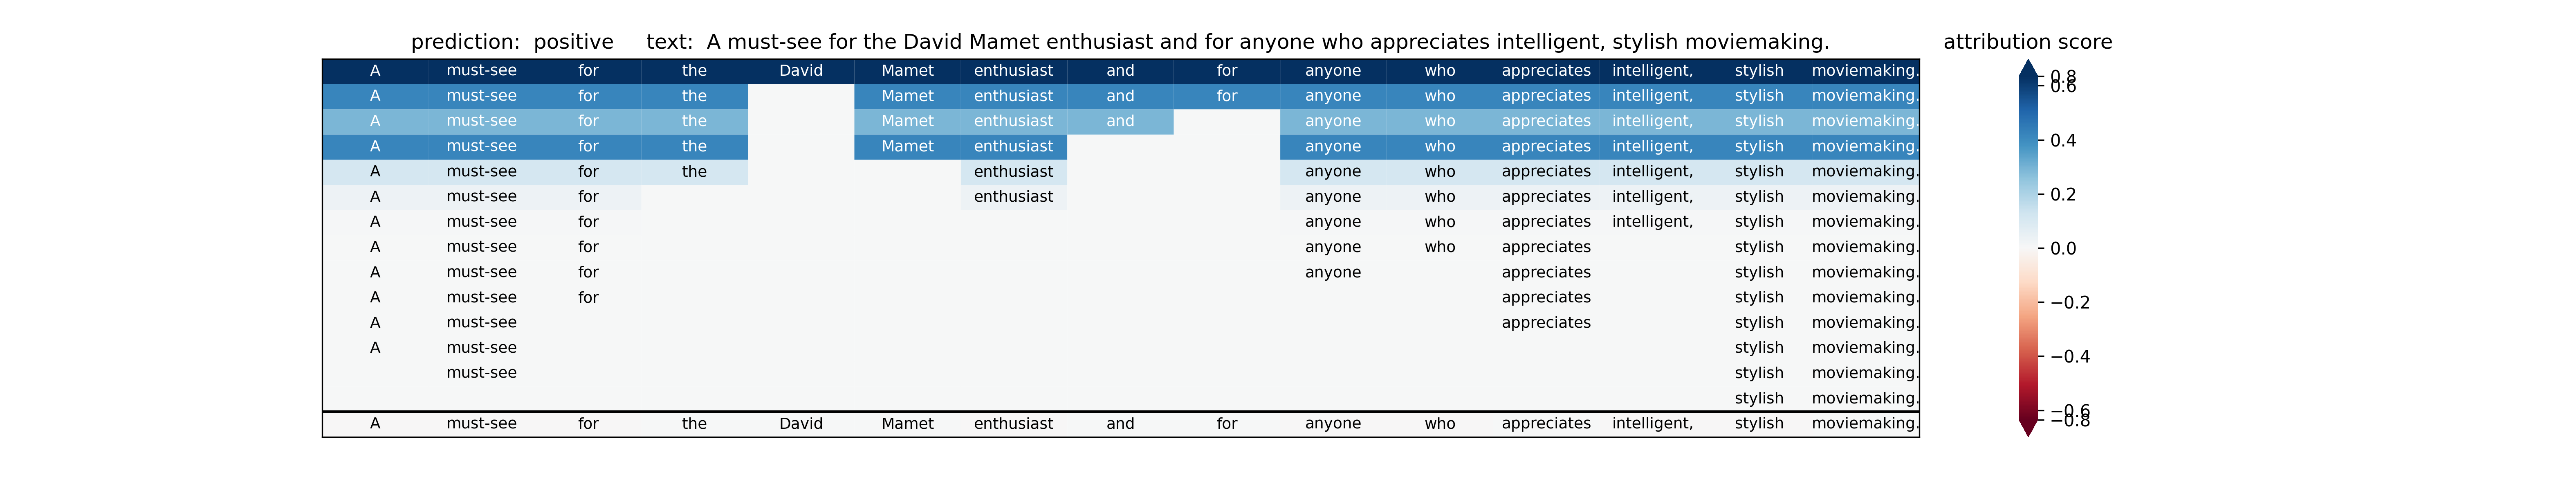 prediction:  positive     text:  A must-see for the David Mamet enthusiast and for anyone who appreciates intelligent, stylish moviemaking.
attribution score
A must-see for the David Mamet enthusiast and for anyone who appreciates intelligent, stylish moviemaking.
A must-see for the Mamet enthusiast and for anyone who appreciates intelligent, stylish moviemaking.
A must-see for the Mamet enthusiast and anyone who appreciates intelligent, stylish moviemaking.
A must-see for the Mamet enthusiast anyone who appreciates intelligent, stylish moviemaking.
A must-see for the enthusiast anyone who appreciates intelligent, stylish moviemaking.
A must-see for enthusiast anyone who appreciates intelligent, stylish moviemaking.
A must-see for anyone who appreciates intelligent, stylish moviemaking.
A must-see for anyone who appreciates stylish moviemaking.
A must-see for anyone appreciates stylish moviemaking.
A must-see for appreciates stylish moviemaking.
A must-see appreciates stylish moviemaking.
A must-see stylish moviemaking.
must-see stylish moviemaking.
stylish moviemaking.
A must-see for the David Mamet enthusiast and for anyone who appreciates intelligent, stylish moviemaking.
0.8
0.6
0.4
0.2
0.0
−0.2
−0.4
−0.6
−0.8